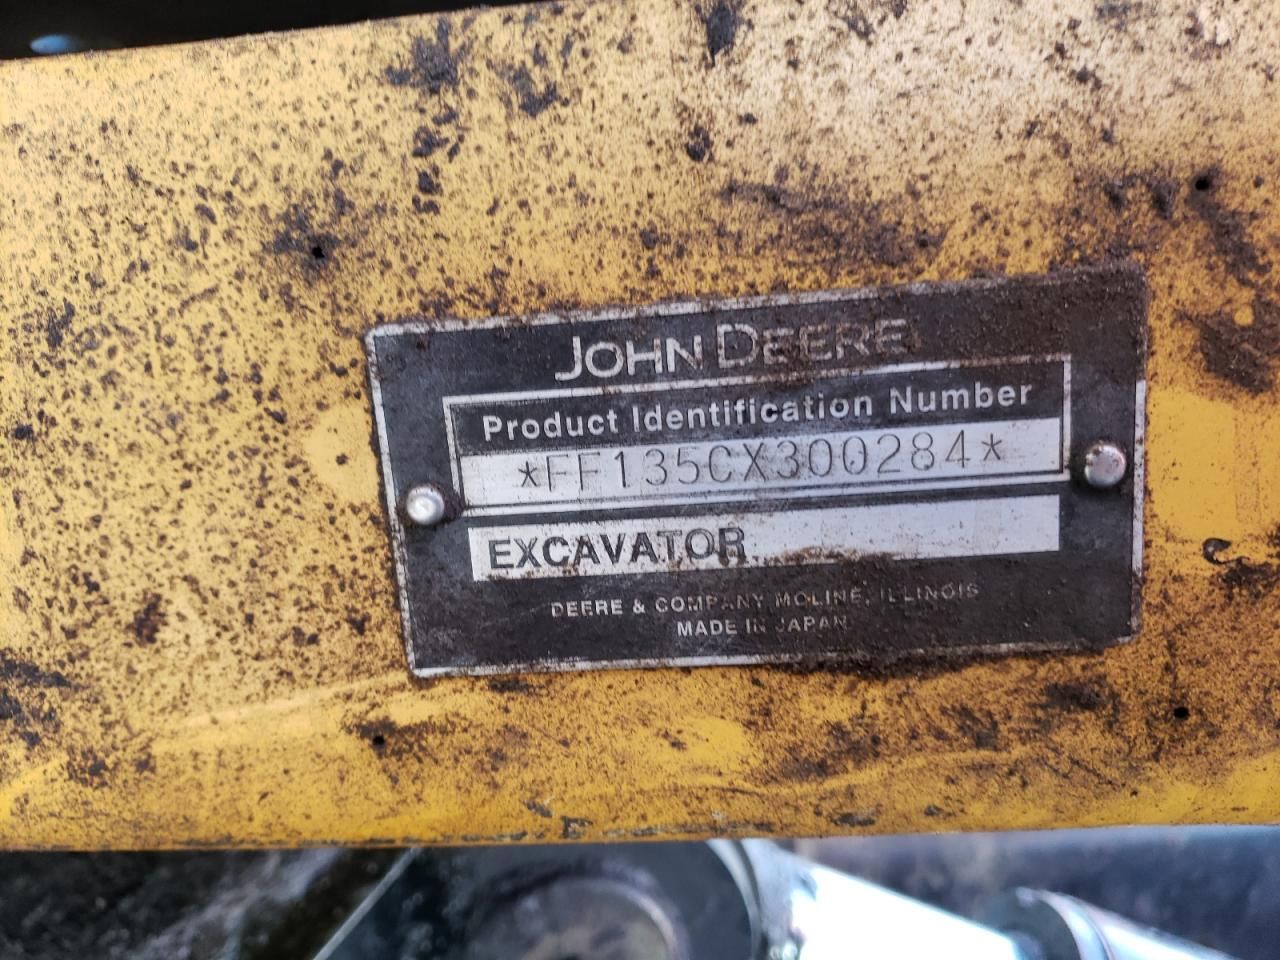 JOHN DEERE
Product Identification Number
*FF135CX300284*
EXCAVATOR
DEERE & COMPANY MOLINE, ILLINOIS
MADE IN JAPAN